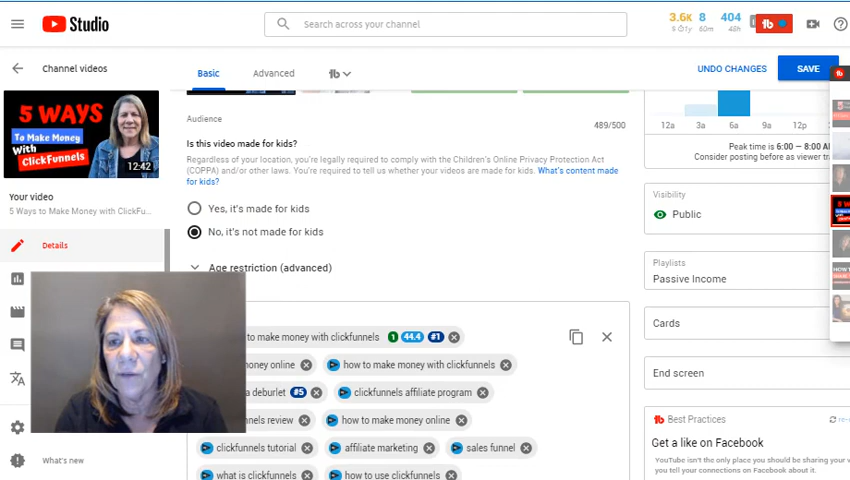 Studio
Search across your channel
3.6K 8 404
1y 60m 48h
Channel videos
Basic
Advanced
UNDO CHANGES
SAVE
5 WAYS
To Make Money
With
ClickFunnels
12:42
Your video
5 Ways to Make Money with ClickFu...
Details
What's new
Audience
489/500
Is this video made for kids?
Regardless of your location, you're legally required to comply with the Children's Online Privacy Protection Act
(COPPA) and/or other laws. You're required to tell us whether your videos are made for kids. What's content made
for kids?
Yes, it's made for kids
No, it's not made for kids
Age restriction (advanced)
to make money with clickfunnels 1 44.4 #1
oney online how to make money with clickfunnels
a deburlet #5 clickfunnels affiliate program
nels review how to make money online
clickfunnels tutorial affiliate marketing sales funnel
what is clickfunnels how to use clickfunnels
12a 3a 6a 9a 12p
Peak time is 6:00 — 8:00 A
Consider posting before as viewer tra
Visibility
Public
Playlists
Passive Income
Cards
End screen
Best Practices
re-
Get a like on Facebook
YouTube isn't the only place you should be sharing your v
you tell your connections on Facebook about it.